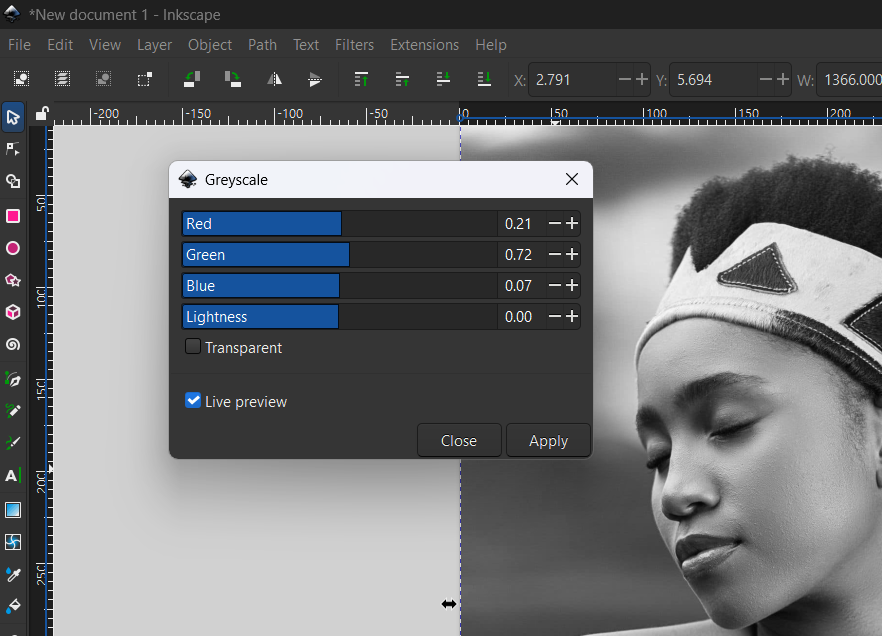 *New document 1 - Inkscape
File Edit View Layer Object Path Text Filters Extensions Help
X: 2.791 Y: 5.694 W: 1366.000
-200 -150 -100 -50 0 50 100 150 200
Greyscale
Red 0.21
Green 0.72
Blue 0.07
Lightness 0.00
Transparent
Live preview
Close Apply
50
100
150
200
250
A